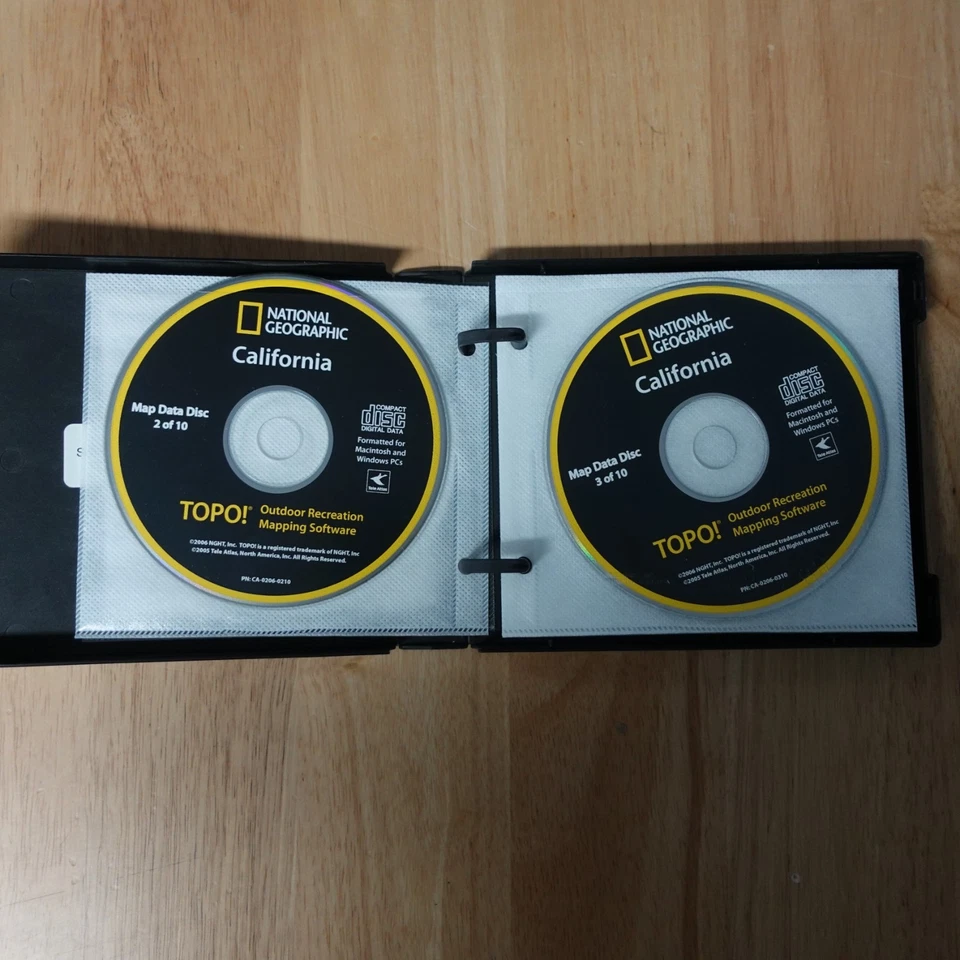 NATIONAL
GEOGRAPHIC
California
Map Data Disc
2 of 10
COMPACT
disc
DIGITAL DATA
Formatted for
Macintosh and
Windows PCs
Tele Atlas
TOPO!®
Outdoor Recreation
Mapping Software
©2006 NGHT, Inc. TOPO! is a registered trademark of NGHT, Inc
©2005 Tele Atlas, North America, Inc. All Rights Reserved.
PN: CA-0206-0210
S
NATIONAL
GEOGRAPHIC
California
Map Data Disc
3 of 10
COMPACT
disc
DIGITAL DATA
Formatted for
Macintosh and
Windows PCs
Tele Atlas
TOPO!®
Outdoor Recreation
Mapping Software
©2006 NGHT, Inc. TOPO! is a registered trademark of NGHT, Inc
©2005 Tele Atlas, North America, Inc. All Rights Reserved.
PN: CA-0206-0310